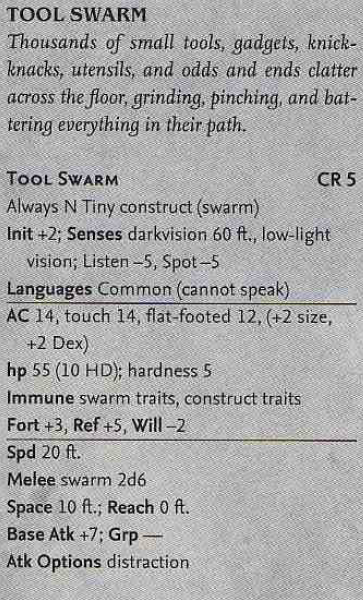 TOOL SWARM
Thousands of small tools, gadgets, knick-
knacks, utensils, and odds and ends clatter
across the floor, grinding, pinching, and bat-
tering everything in their path.
TOOL SWARM CR 5
Always N Tiny construct (swarm)
Init +2; Senses darkvision 60 ft., low-light
vision; Listen –5, Spot –5
Languages Common (cannot speak)
AC 14, touch 14, flat-footed 12, (+2 size,
+2 Dex)
hp 55 (10 HD); hardness 5
Immune swarm traits, construct traits
Fort +3, Ref +5, Will –2
Spd 20 ft.
Melee swarm 2d6
Space 10 ft.; Reach 0 ft.
Base Atk +7; Grp —
Atk Options distraction